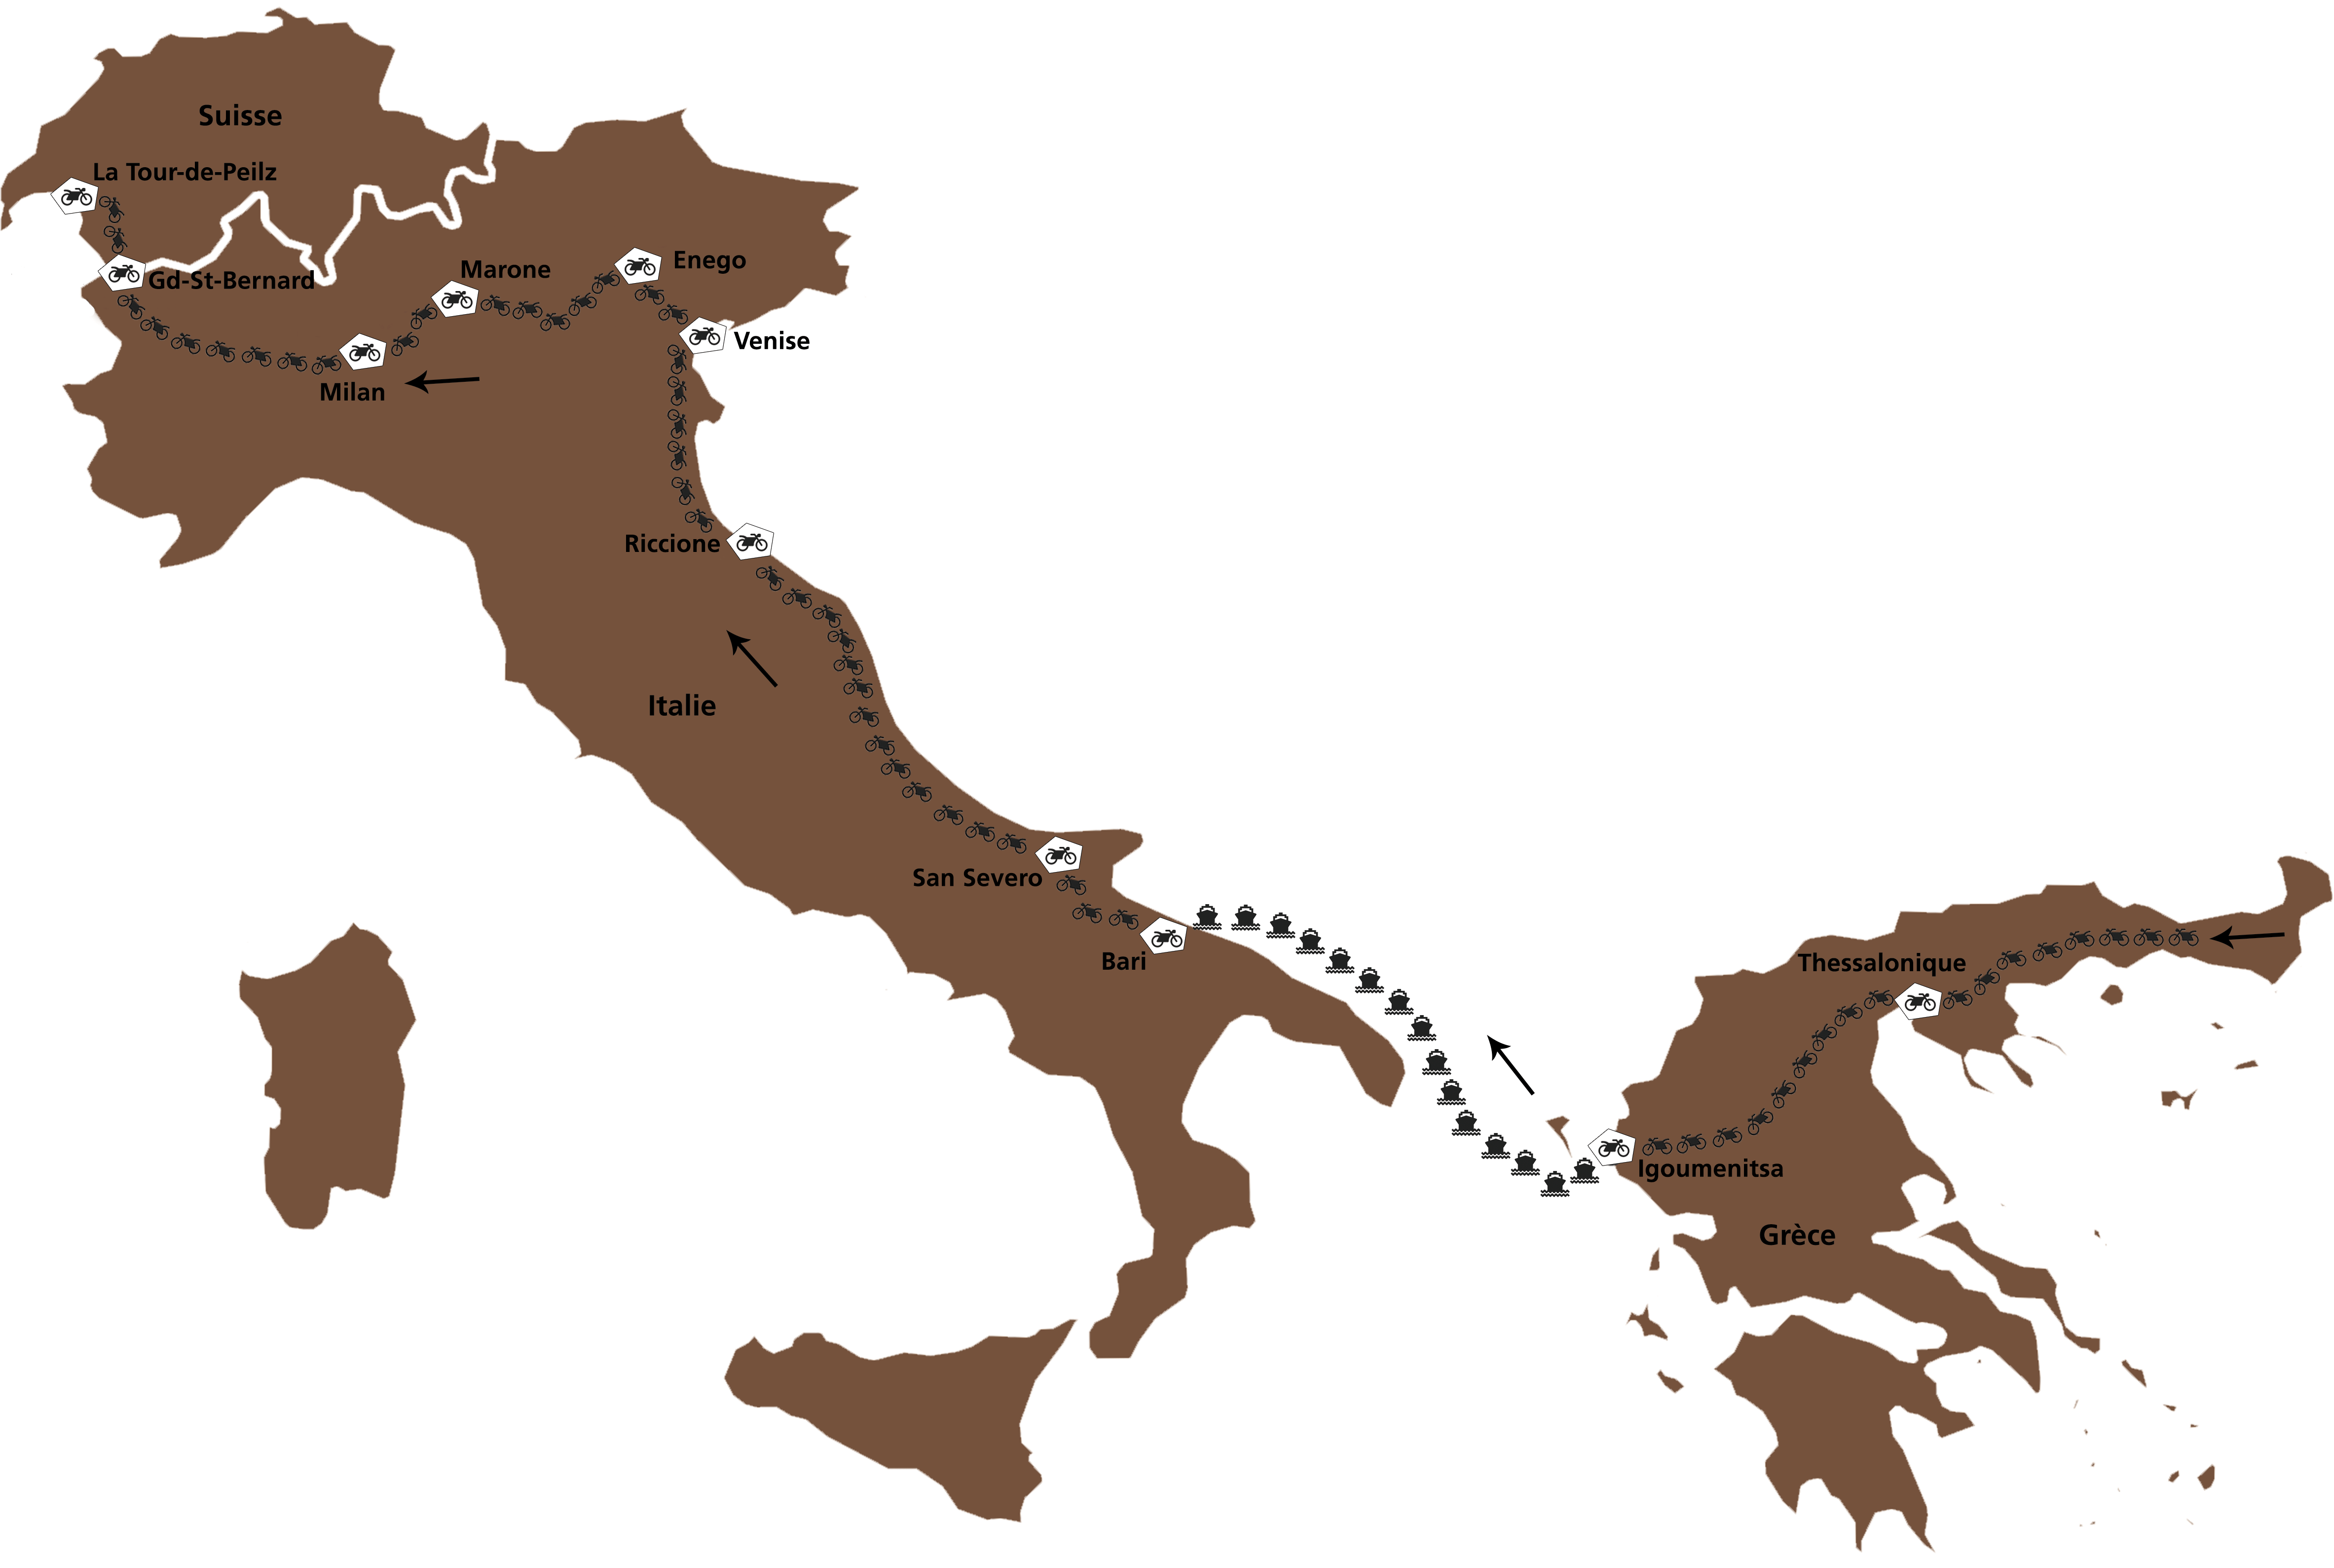 Suisse
La Tour-de-Peilz
Gd-St-Bernard
Marone
Enego
Venise
Milan
Riccione
Italie
San Severo
Bari
Thessalonique
Igoumenitsa
Grèce